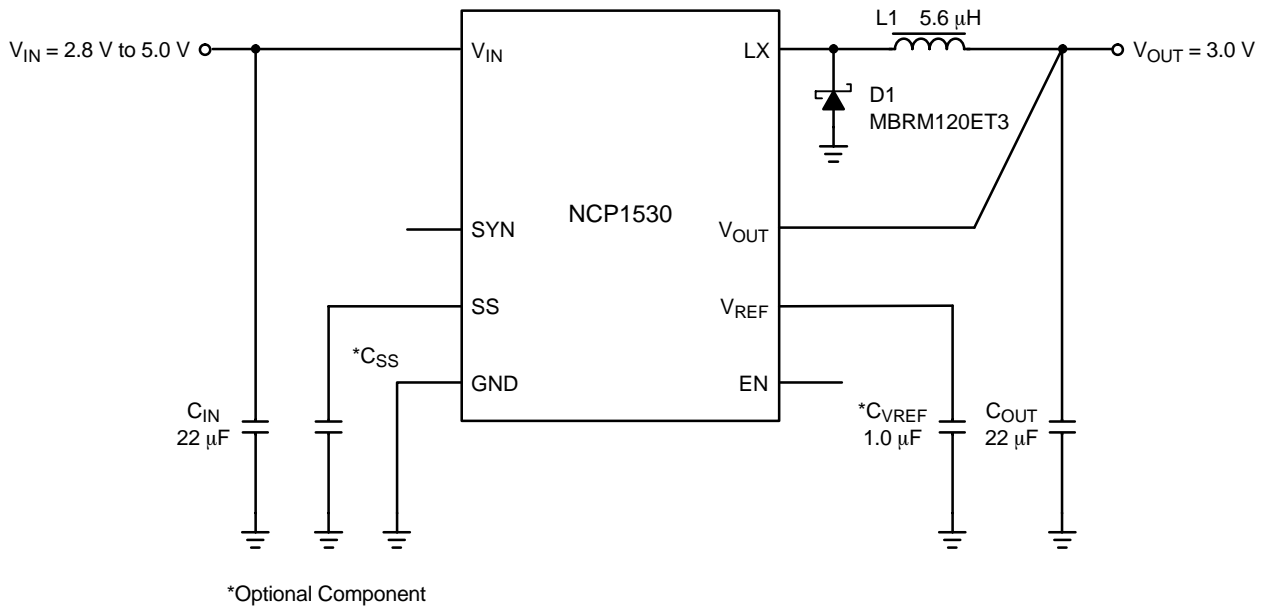 L1 5.6 μH
V_IN = 2.8 V to 5.0 V
V_IN
LX
V_OUT = 3.0 V
D1
MBRM120ET3
NCP1530
SYN
V_OUT
SS
V_REF
*C_SS
GND
EN
C_IN
22 μF
*C_VREF
1.0 μF
C_OUT
22 μF
*Optional Component